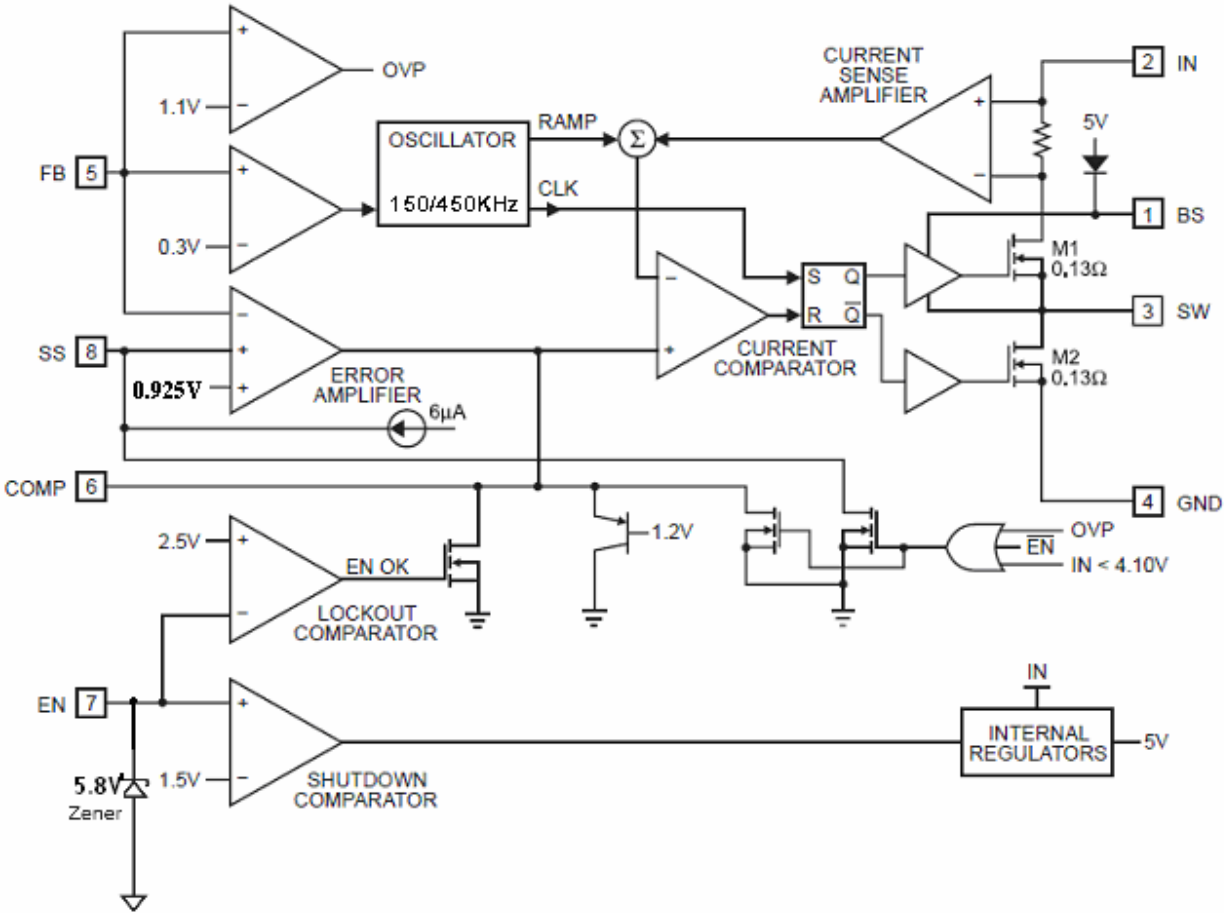 +
OVP
1.1V
−
CURRENT
SENSE
AMPLIFIER
+
−
2 IN
5V
OSCILLATOR
150/450KHz
RAMP
Σ
CLK
FB 5
+
0.3V
−
1 BS
M1
0.13Ω
S Q
R Q̅
−
+
CURRENT
COMPARATOR
3 SW
SS 8
−
+
0.925V
+
ERROR
AMPLIFIER
6µA
M2
0.13Ω
COMP 6
4 GND
2.5V
+
−
EN OK
LOCKOUT
COMPARATOR
1.2V
OVP
E̅N̅
IN < 4.10V
EN 7
+
1.5V
−
SHUTDOWN
COMPARATOR
5.8V
Zener
IN
INTERNAL
REGULATORS
5V